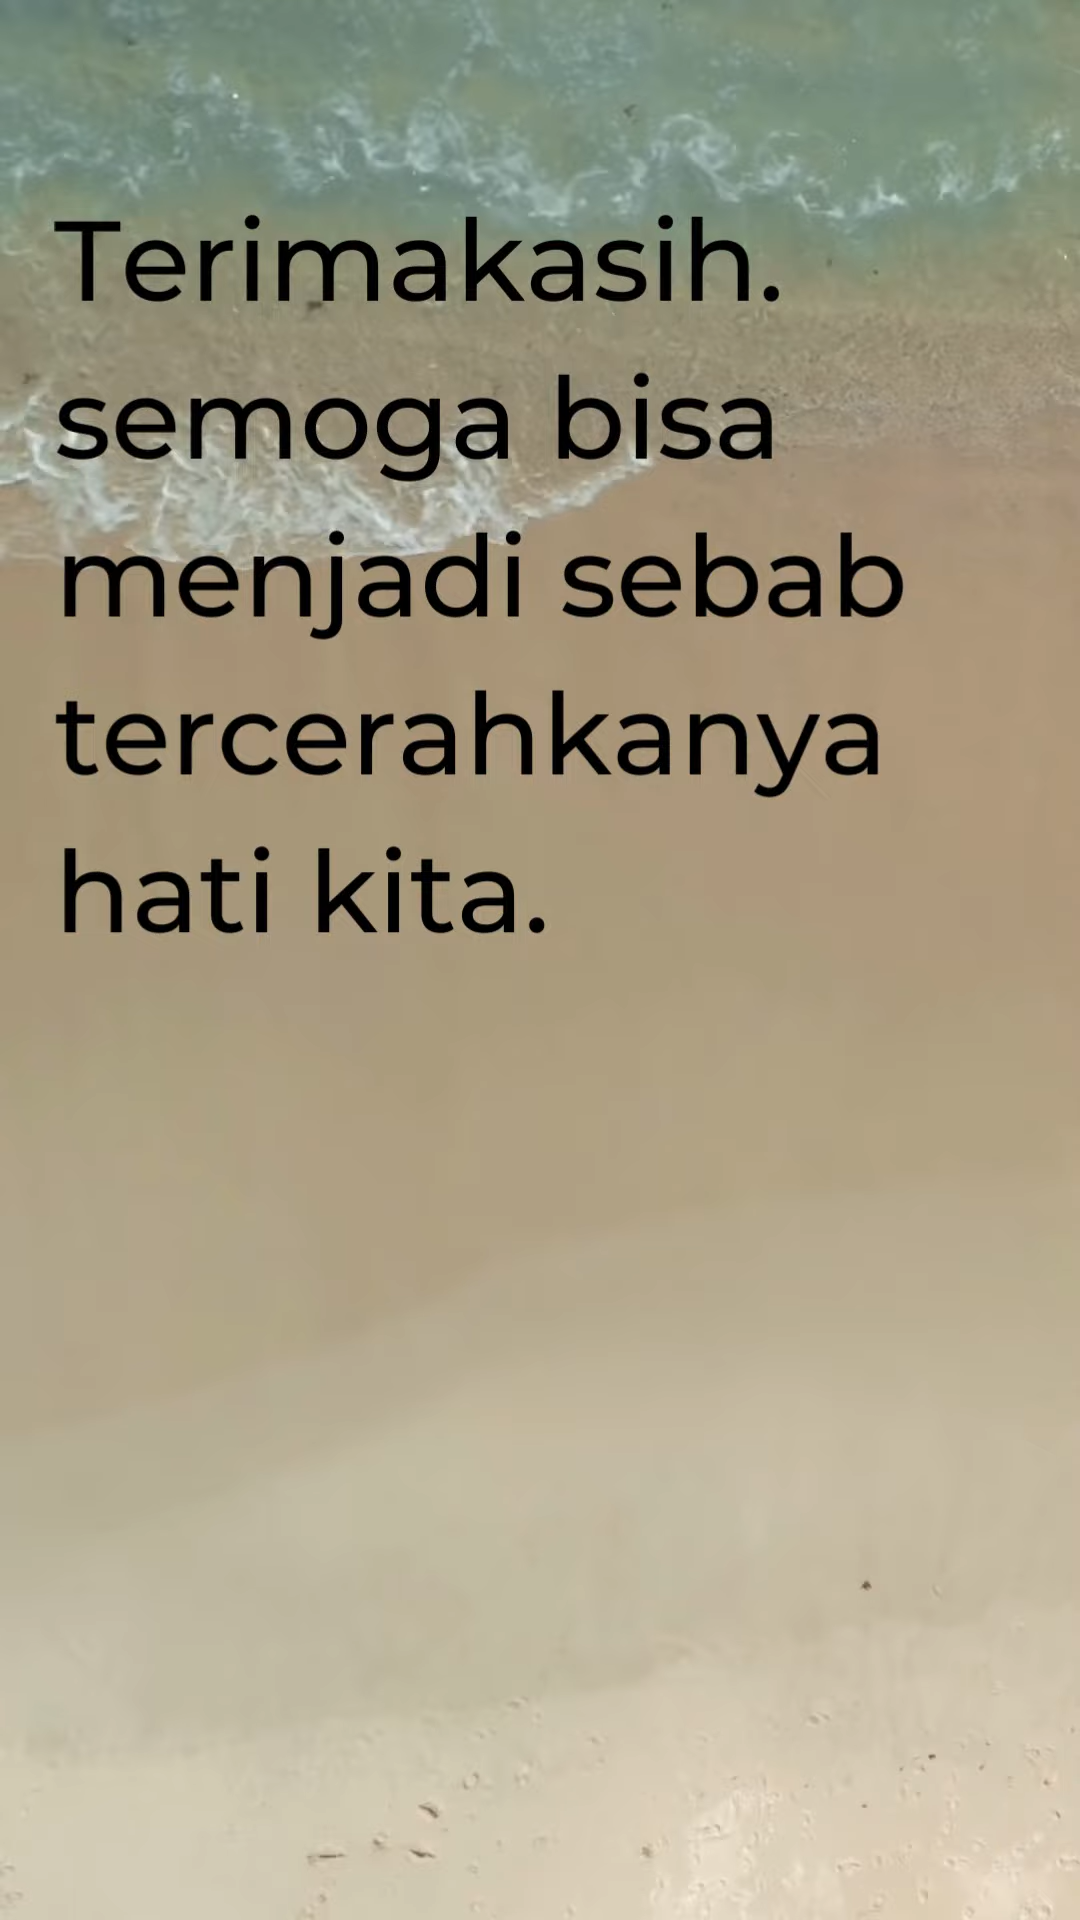 Terimakasih.
semoga bisa
menjadi sebab
tercerahkanya
hati kita.